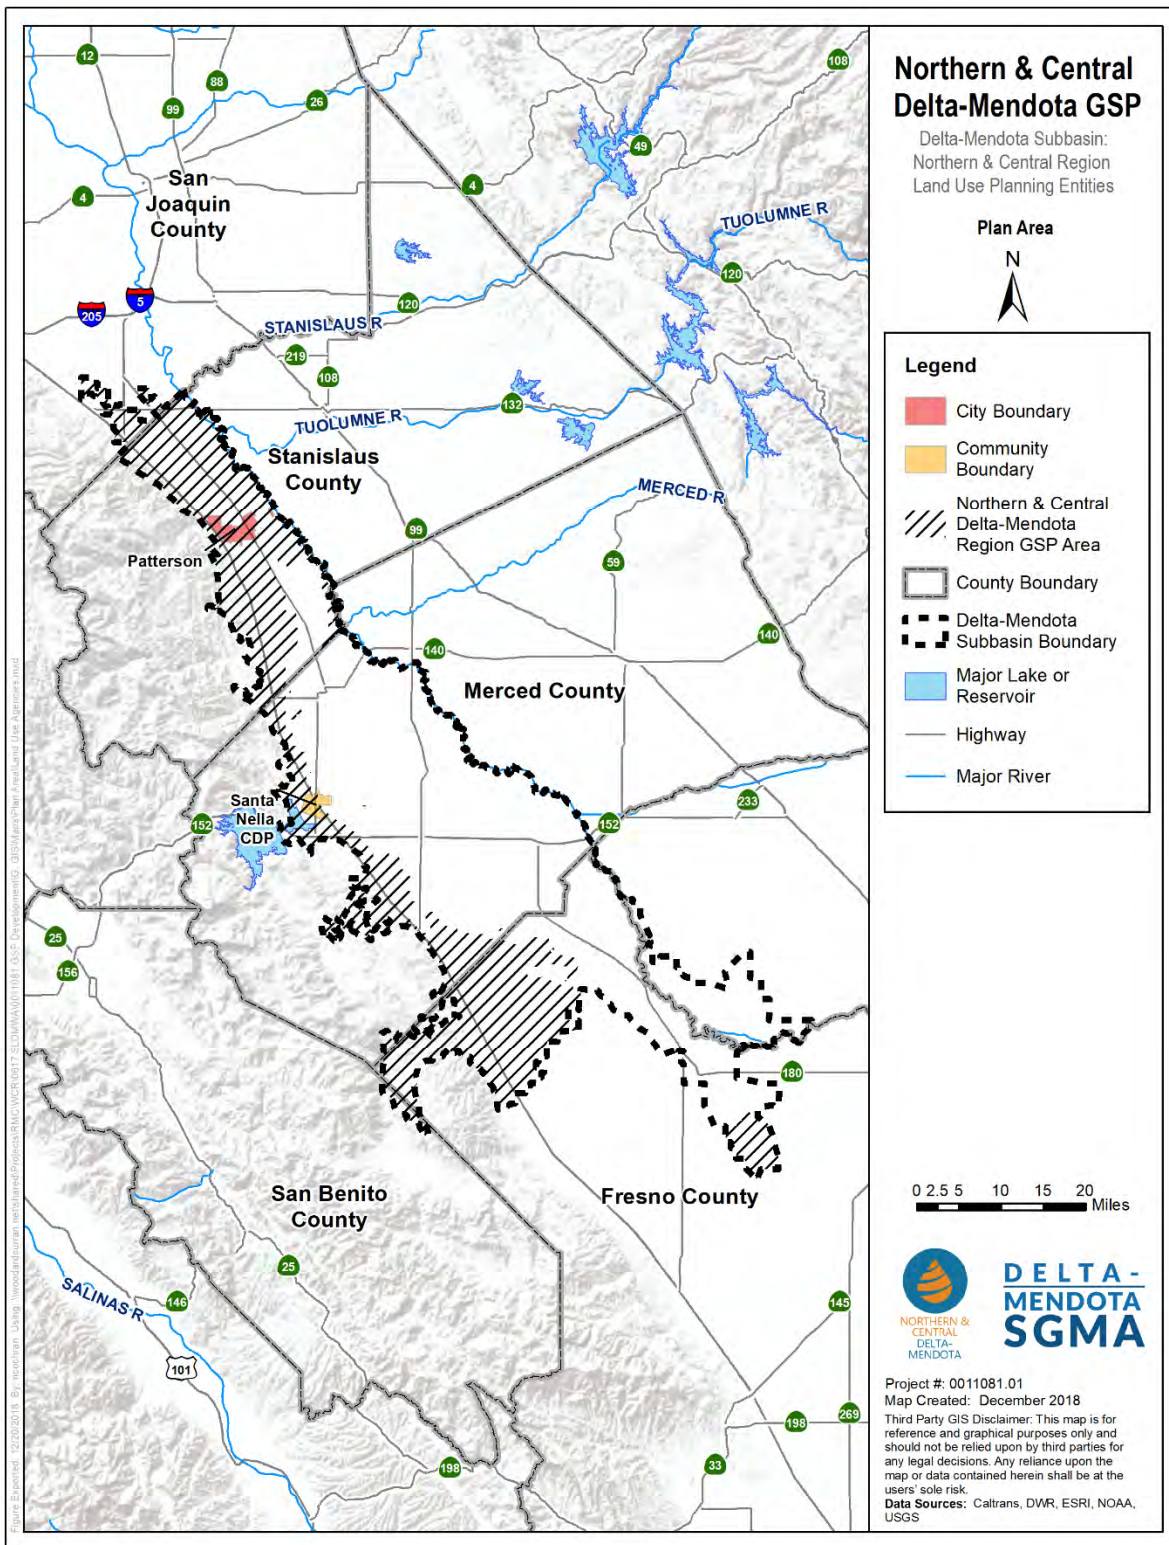 Northern & Central
Delta-Mendota GSP
Delta-Mendota Subbasin:
Northern & Central Region
Land Use Planning Entities
Plan Area
N
Legend
City Boundary
Community
Boundary
Northern & Central
Delta-Mendota
Region GSP Area
County Boundary
Delta-Mendota
Subbasin Boundary
Major Lake or
Reservoir
Highway
Major River
0 2.5 5 10 15 20
Miles
NORTHERN &
CENTRAL
DELTA-
MENDOTA
DELTA-
MENDOTA
SGMA
Project #: 0011081.01
Map Created: December 2018
Third Party GIS Disclaimer: This map is for
reference and graphical purposes only and
should not be relied upon by third parties for
any legal decisions. Any reliance upon the
map or data contained herein shall be at the
users' sole risk.
Data Sources: Caltrans, DWR, ESRI, NOAA,
USGS
12
88
99
26
108
49
San
Joaquin
County
4
4
TUOLUMNE R
120
5
205
120
STANISLAUS R
219
108
132
TUOLUMNE R
Stanislaus
County
MERCED R
99
59
Patterson
140
140
Merced County
Santa
Nella
CDP
152
152
233
25
156
180
San Benito
County
Fresno County
25
SALINAS R
146
101
145
198
269
33
198